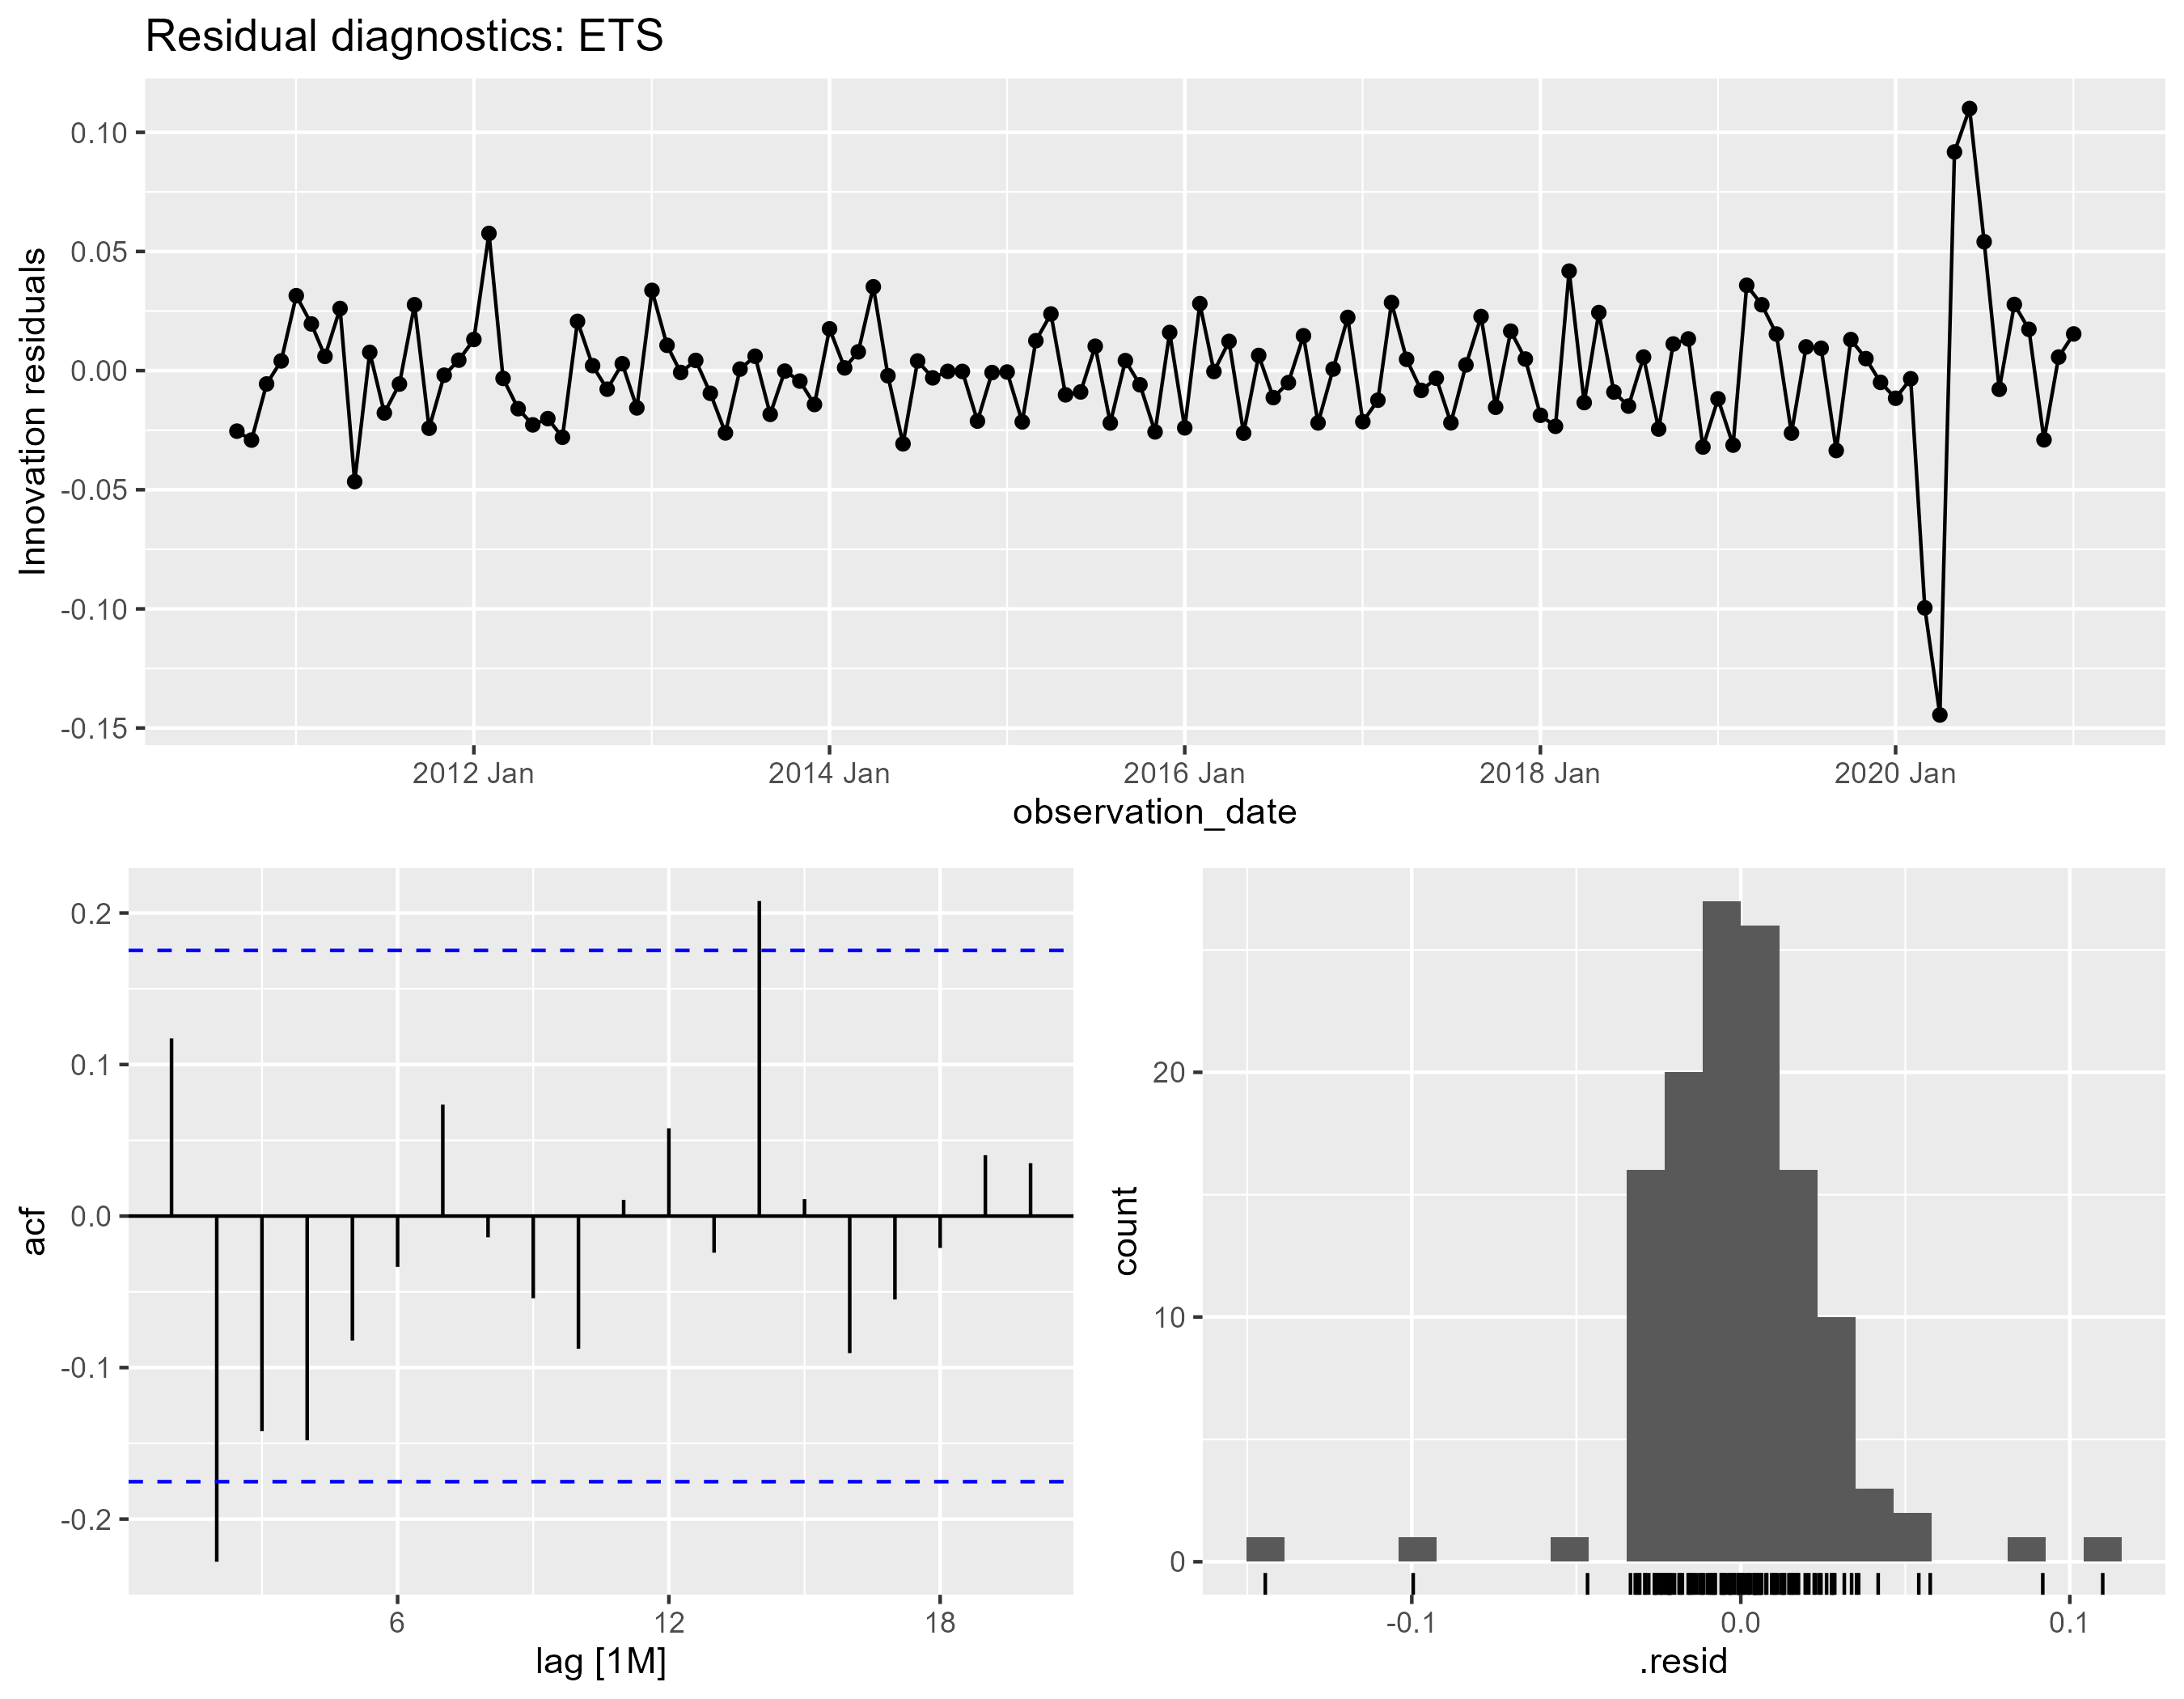 Residual diagnostics: ETS
Innovation residuals
0.10
0.05
0.00
-0.05
-0.10
-0.15
2012 Jan 2014 Jan 2016 Jan 2018 Jan 2020 Jan
observation_date
acf
0.2
0.1
0.0
-0.1
-0.2
6 12 18
lag [1M]
count
20
10
0
-0.1 0.0 0.1
.resid